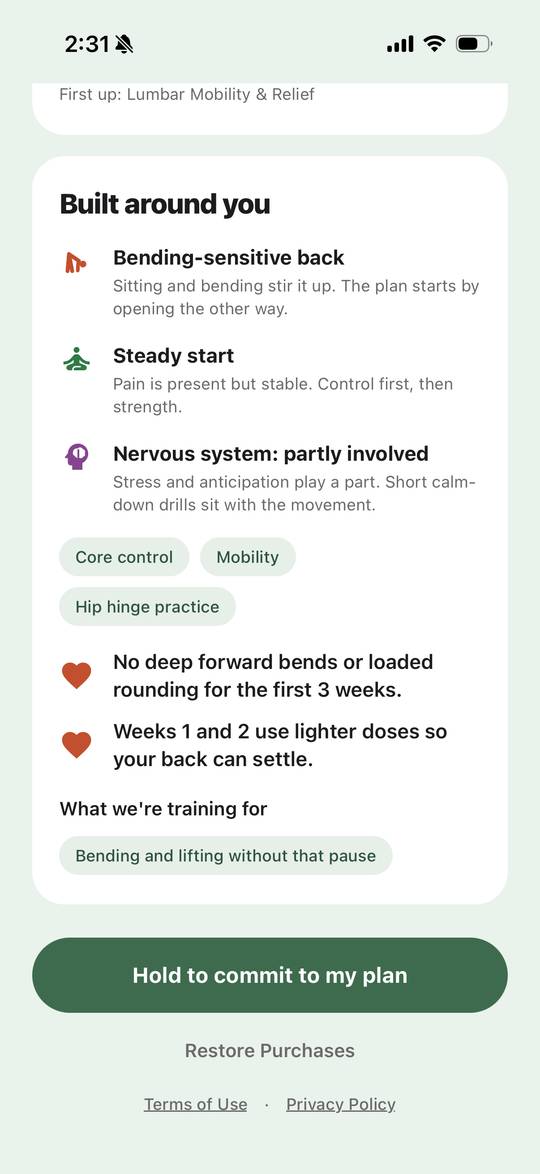 2:31
First up: Lumbar Mobility & Relief
Built around you
Bending-sensitive back
Sitting and bending stir it up. The plan starts by
opening the other way.
Steady start
Pain is present but stable. Control first, then
strength.
Nervous system: partly involved
Stress and anticipation play a part. Short calm-
down drills sit with the movement.
Core control
Mobility
Hip hinge practice
No deep forward bends or loaded
rounding for the first 3 weeks.
Weeks 1 and 2 use lighter doses so
your back can settle.
What we're training for
Bending and lifting without that pause
Hold to commit to my plan
Restore Purchases
Terms of Use · Privacy Policy